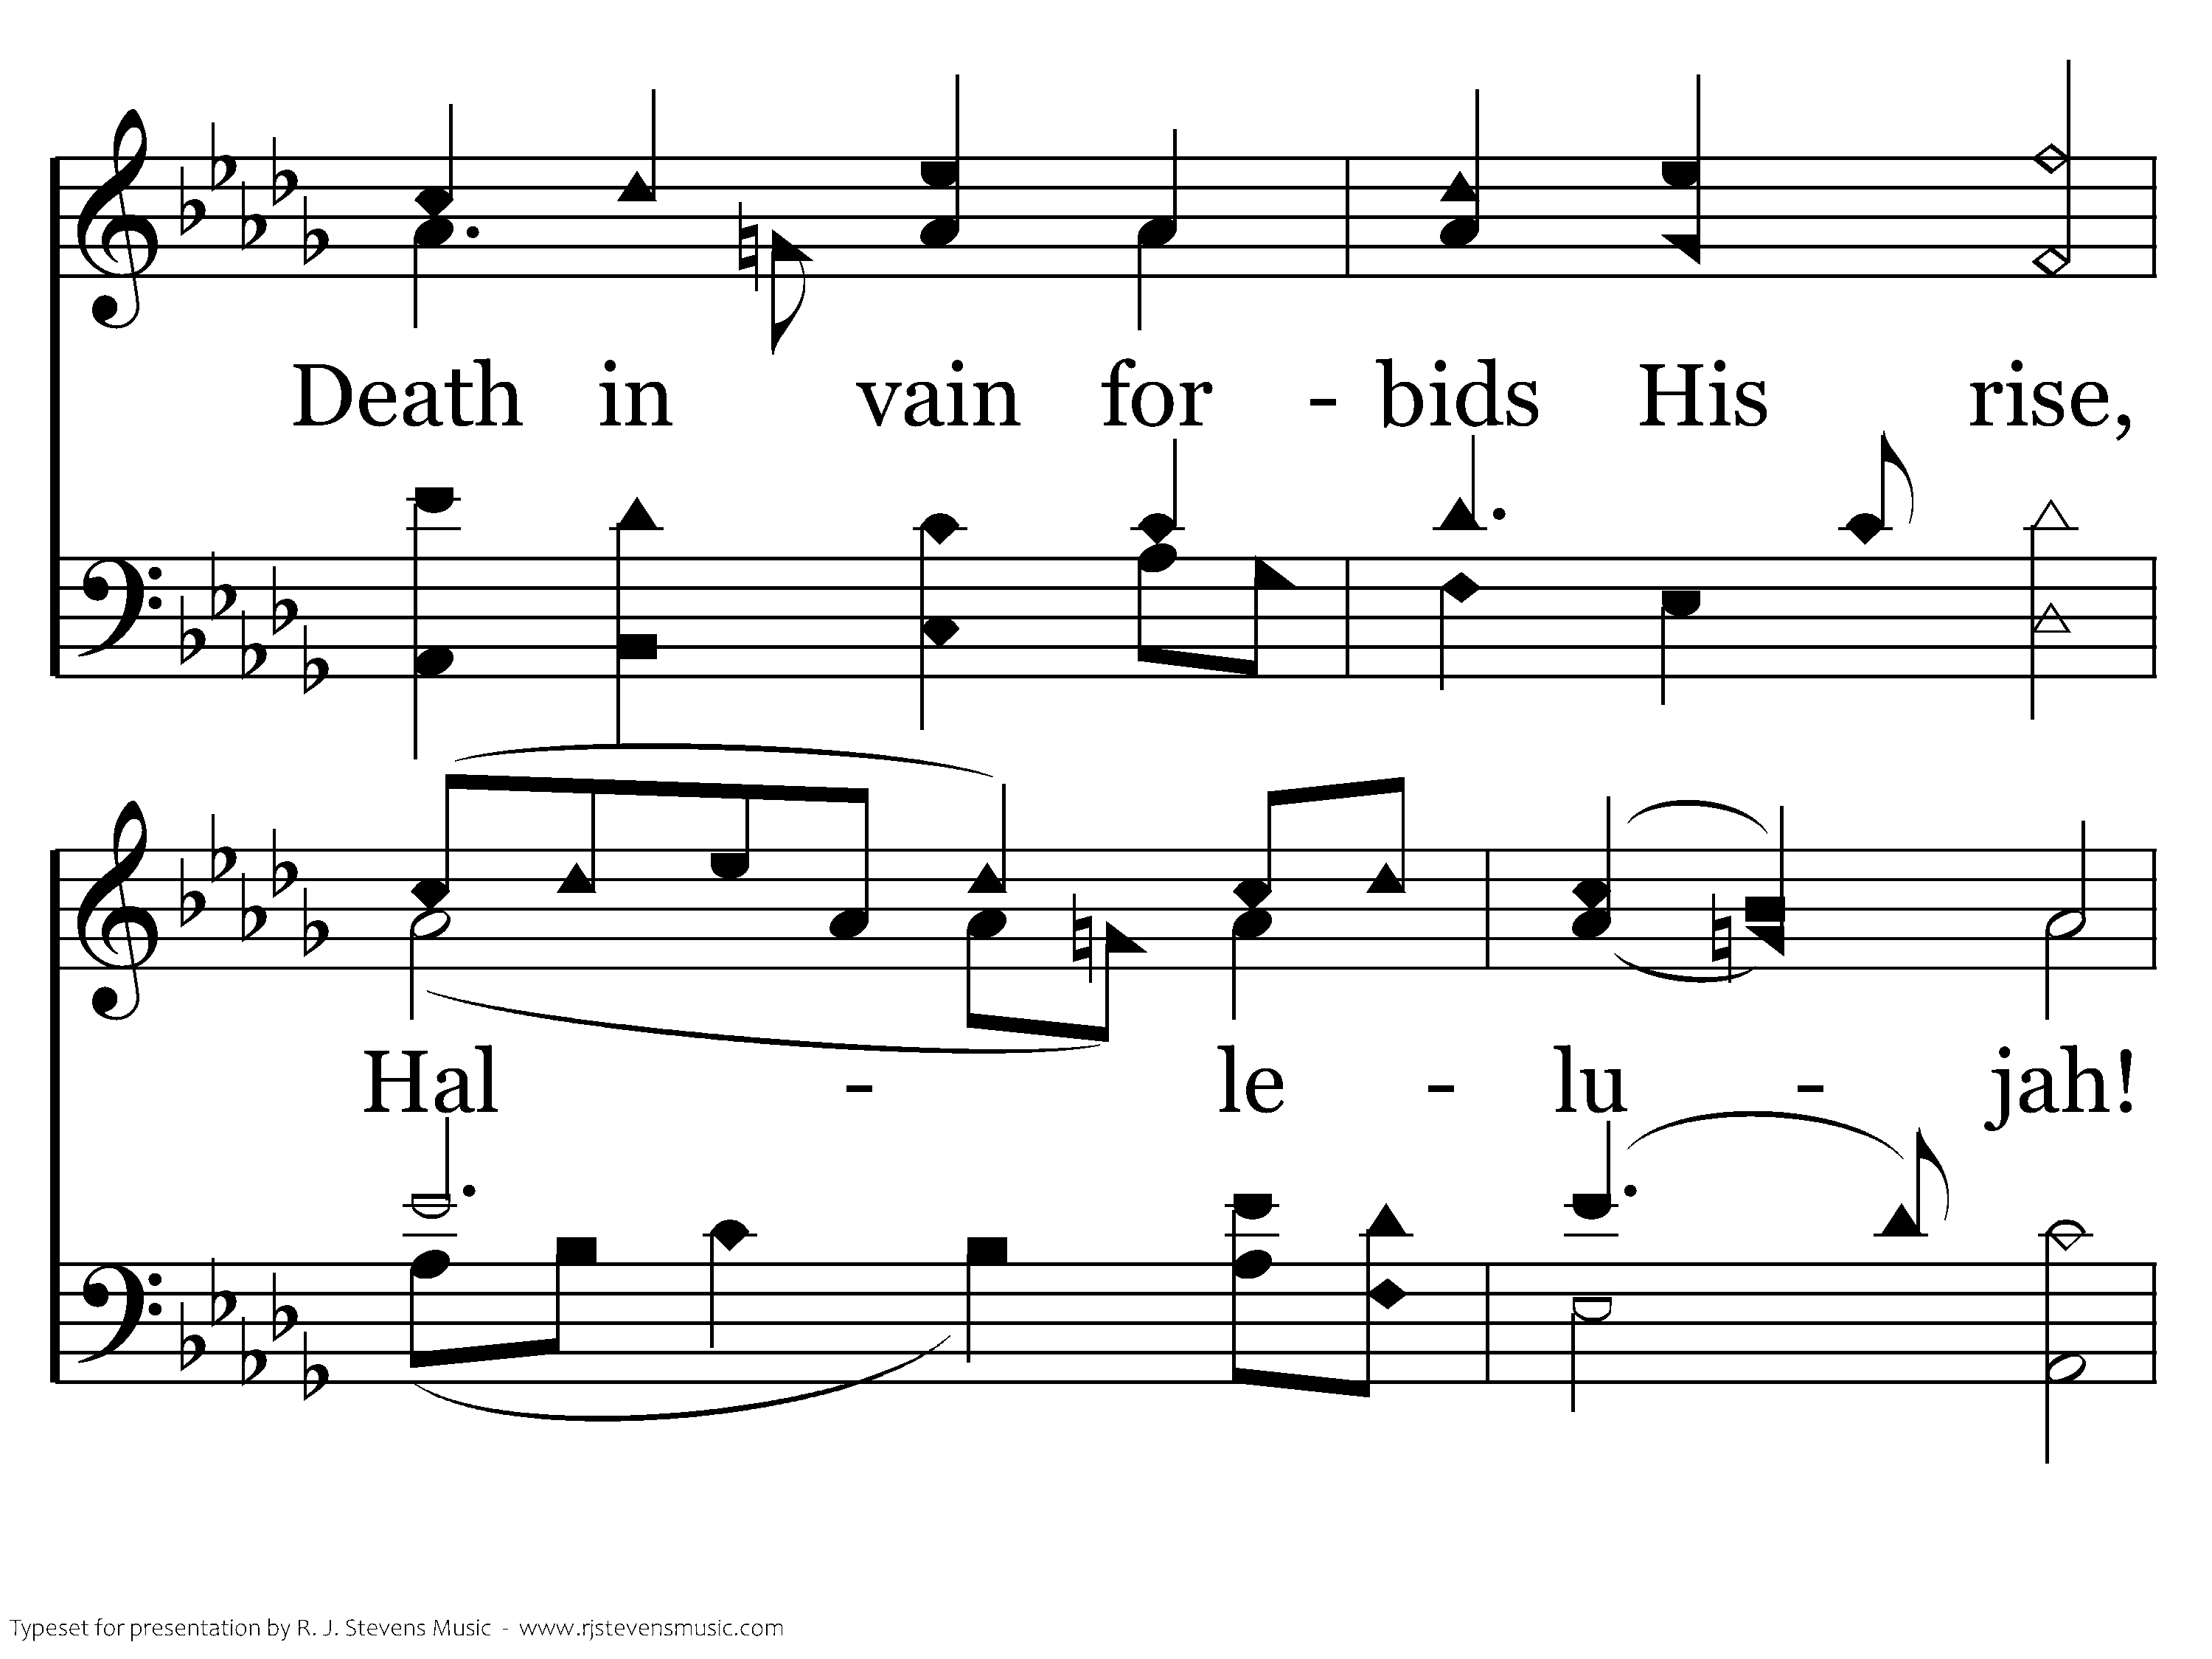 Death in vain for - bids His rise,
Hal - le - lu - jah!
Typeset for presentation by R. J. Stevens Music - www.rjstevensmusic.com